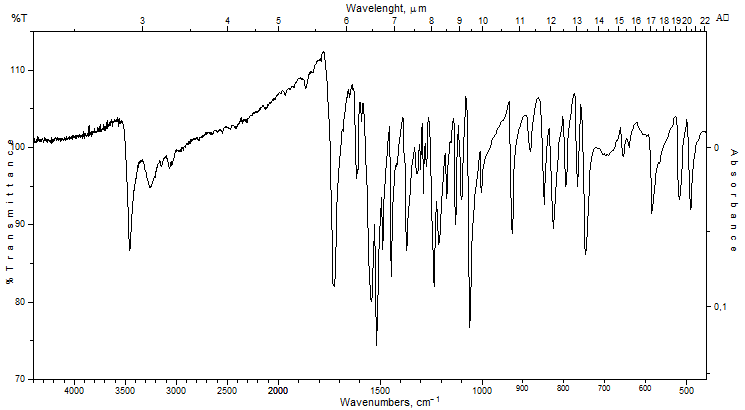 Wavelenght, μm
%T 3 4 5 6 7 8 9 10 11 12 13 14 15 16 17 18 19 20 22 A
110
100 0
90
80 0,1
70
4000 3500 3000 2500 2000 1500 1000 900 800 700 600 500
Wavenumbers, cm⁻¹
% Transmittance
Absorbance